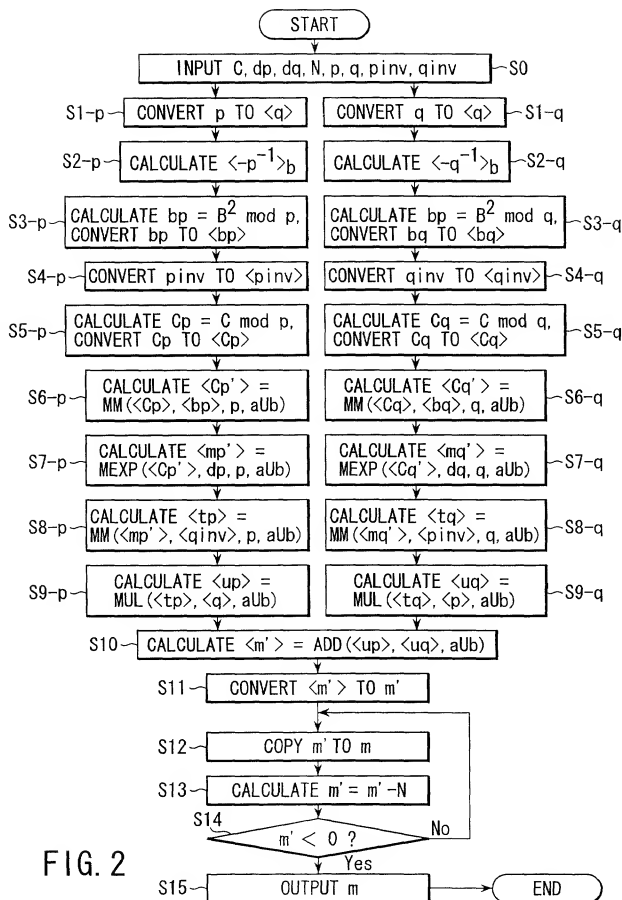 START
INPUT C, dp, dq, N, p, q, pinv, qinv
S0
S1-p
CONVERT p TO <q>
CONVERT q TO <q>
S1-q
S2-p
CALCULATE <-p⁻¹>b
CALCULATE <-q⁻¹>b
S2-q
S3-p
CALCULATE bp = B² mod p,
CONVERT bp TO <bp>
CALCULATE bp = B² mod q,
CONVERT bq TO <bq>
S3-q
S4-p
CONVERT pinv TO <pinv>
CONVERT qinv TO <qinv>
S4-q
S5-p
CALCULATE Cp = C mod p,
CONVERT Cp TO <Cp>
CALCULATE Cq = C mod q,
CONVERT Cq TO <Cq>
S5-q
S6-p
CALCULATE <Cp'> =
MM(<Cp>, <bp>, p, aUb)
CALCULATE <Cq'> =
MM(<Cq>, <bq>, q, aUb)
S6-q
S7-p
CALCULATE <mp'> =
MEXP(<Cp'>, dp, p, aUb)
CALCULATE <mq'> =
MEXP(<Cq'>, dq, q, aUb)
S7-q
S8-p
CALCULATE <tp> =
MM(<mp'>, <qinv>, p, aUb)
CALCULATE <tq> =
MM(<mq'>, <pinv>, q, aUb)
S8-q
S9-p
CALCULATE <up> =
MUL(<tp>, <q>, aUb)
CALCULATE <uq> =
MUL(<tq>, <p>, aUb)
S9-q
S10
CALCULATE <m'> = ADD(<up>, <uq>, aUb)
S11
CONVERT <m'> TO m'
S12
COPY m' TO m
S13
CALCULATE m' = m'-N
S14
m' < 0 ?
No
Yes
FIG. 2
S15
OUTPUT m
END